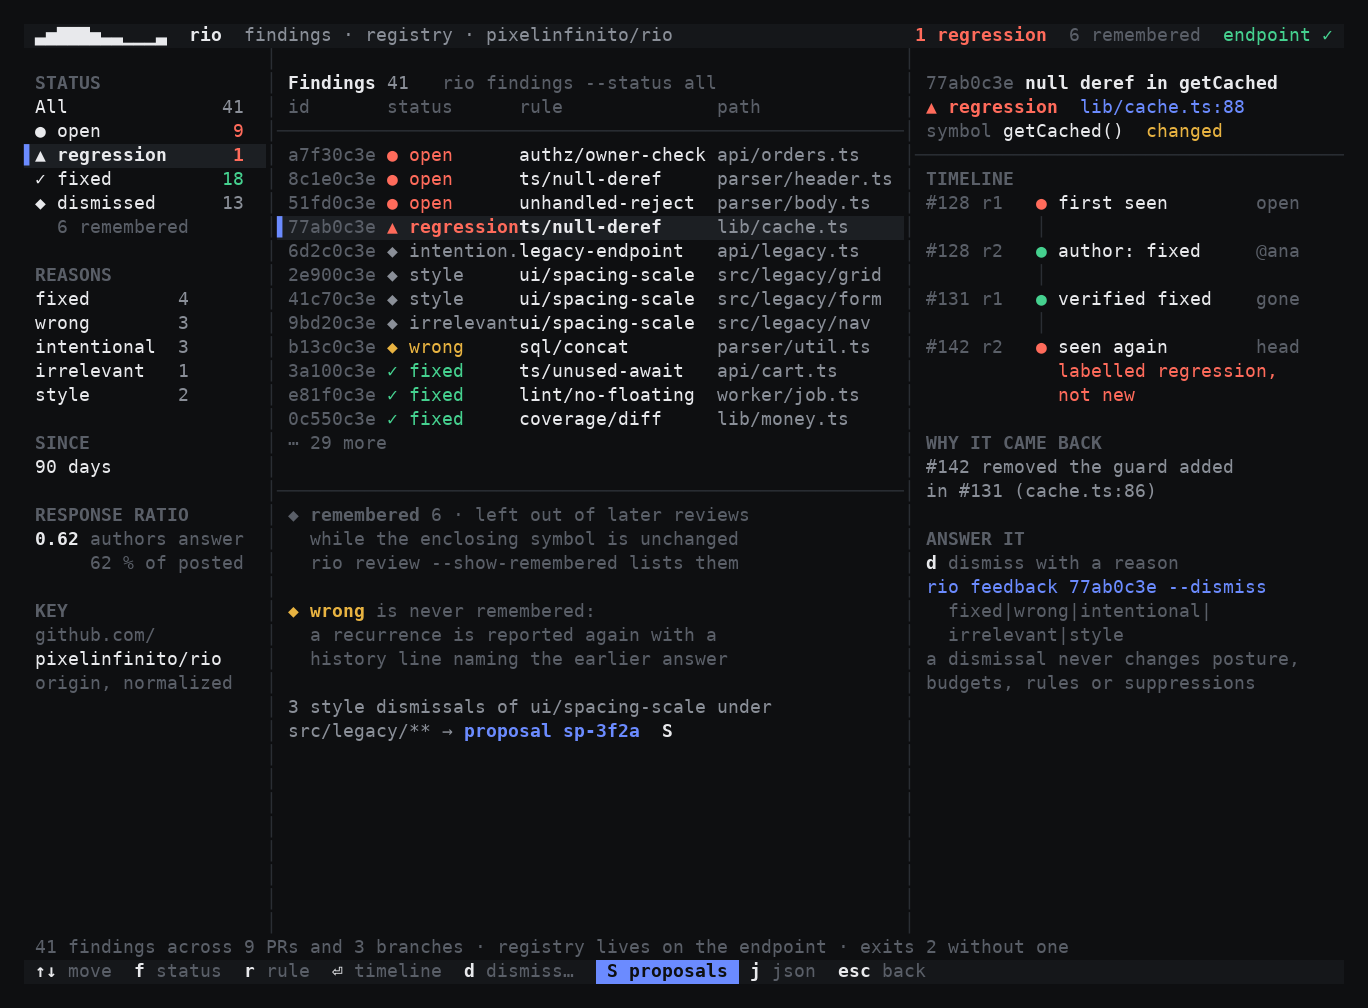 rio findings · registry · pixelinfinito/rio 1 regression 6 remembered endpoint ✓
STATUS
All 41
● open 9
▲ regression 1
✓ fixed 18
◆ dismissed 13
6 remembered
REASONS
fixed 4
wrong 3
intentional 3
irrelevant 1
style 2
SINCE
90 days
RESPONSE RATIO
0.62 authors answer
62 % of posted
KEY
github.com/
pixelinfinito/rio
origin, normalized
Findings 41 rio findings --status all
id status rule path
a7f30c3e ● open authz/owner-check api/orders.ts
8c1e0c3e ● open ts/null-deref parser/header.ts
51fd0c3e ● open unhandled-reject parser/body.ts
77ab0c3e ▲ regressionts/null-deref lib/cache.ts
6d2c0c3e ◆ intention.legacy-endpoint api/legacy.ts
2e900c3e ◆ style ui/spacing-scale src/legacy/grid
41c70c3e ◆ style ui/spacing-scale src/legacy/form
9bd20c3e ◆ irrelevantui/spacing-scale src/legacy/nav
b13c0c3e ◆ wrong sql/concat parser/util.ts
3a100c3e ✓ fixed ts/unused-await api/cart.ts
e81f0c3e ✓ fixed lint/no-floating worker/job.ts
0c550c3e ✓ fixed coverage/diff lib/money.ts
⋯ 29 more
◆ remembered 6 · left out of later reviews
while the enclosing symbol is unchanged
rio review --show-remembered lists them
◆ wrong is never remembered:
a recurrence is reported again with a
history line naming the earlier answer
3 style dismissals of ui/spacing-scale under
src/legacy/** → proposal sp-3f2a S
77ab0c3e null deref in getCached
▲ regression lib/cache.ts:88
symbol getCached() changed
TIMELINE
#128 r1 ● first seen open
#128 r2 ● author: fixed @ana
#131 r1 ● verified fixed gone
#142 r2 ● seen again head
labelled regression,
not new
WHY IT CAME BACK
#142 removed the guard added
in #131 (cache.ts:86)
ANSWER IT
d dismiss with a reason
rio feedback 77ab0c3e --dismiss
fixed|wrong|intentional|
irrelevant|style
a dismissal never changes posture,
budgets, rules or suppressions
41 findings across 9 PRs and 3 branches · registry lives on the endpoint · exits 2 without one
↑↓ move f status r rule ⏎ timeline d dismiss… S proposals j json esc back